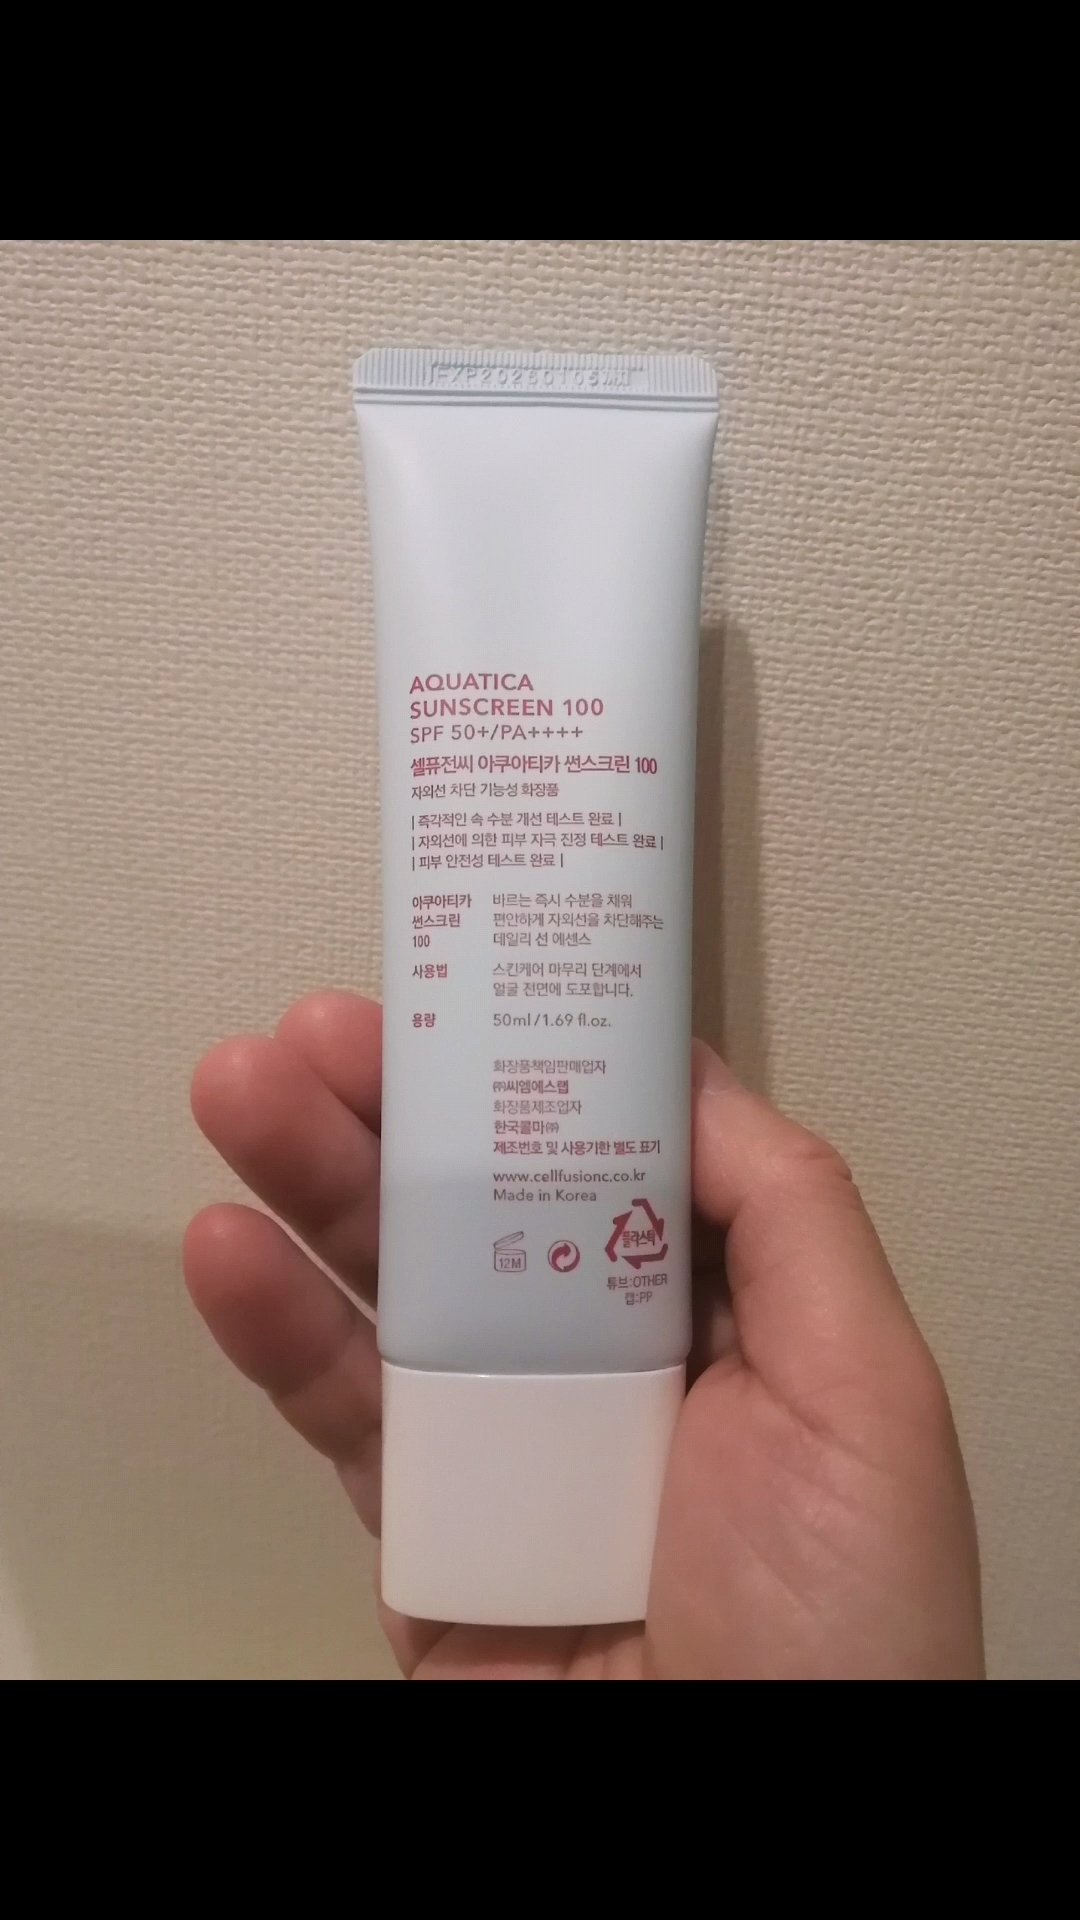 EXP20260105
AQUATICA
SUNSCREEN 100
SPF 50+/PA++++
셀퓨전씨 아쿠아티카 썬스크린 100
자외선 차단 기능성 화장품
| 즉각적인 속 수분 개선 테스트 완료 |
| 자외선에 의한 피부 자극 진정 테스트 완료 |
| 피부 안전성 테스트 완료 |
아쿠아티카 바르는 즉시 수분을 채워
썬스크린 편안하게 자외선을 차단해주는
100 데일리 선 에센스
사용법 스킨케어 마무리 단계에서
얼굴 전면에 도포합니다.
용량 50ml/1.69 fl.oz.
화장품책임판매업자
㈜씨엠에스랩
화장품제조업자
한국콜마㈜
제조번호 및 사용기한 별도 표기
www.cellfusionc.co.kr
Made in Korea
12M
플라스틱
튜브:OTHER
캡:PP